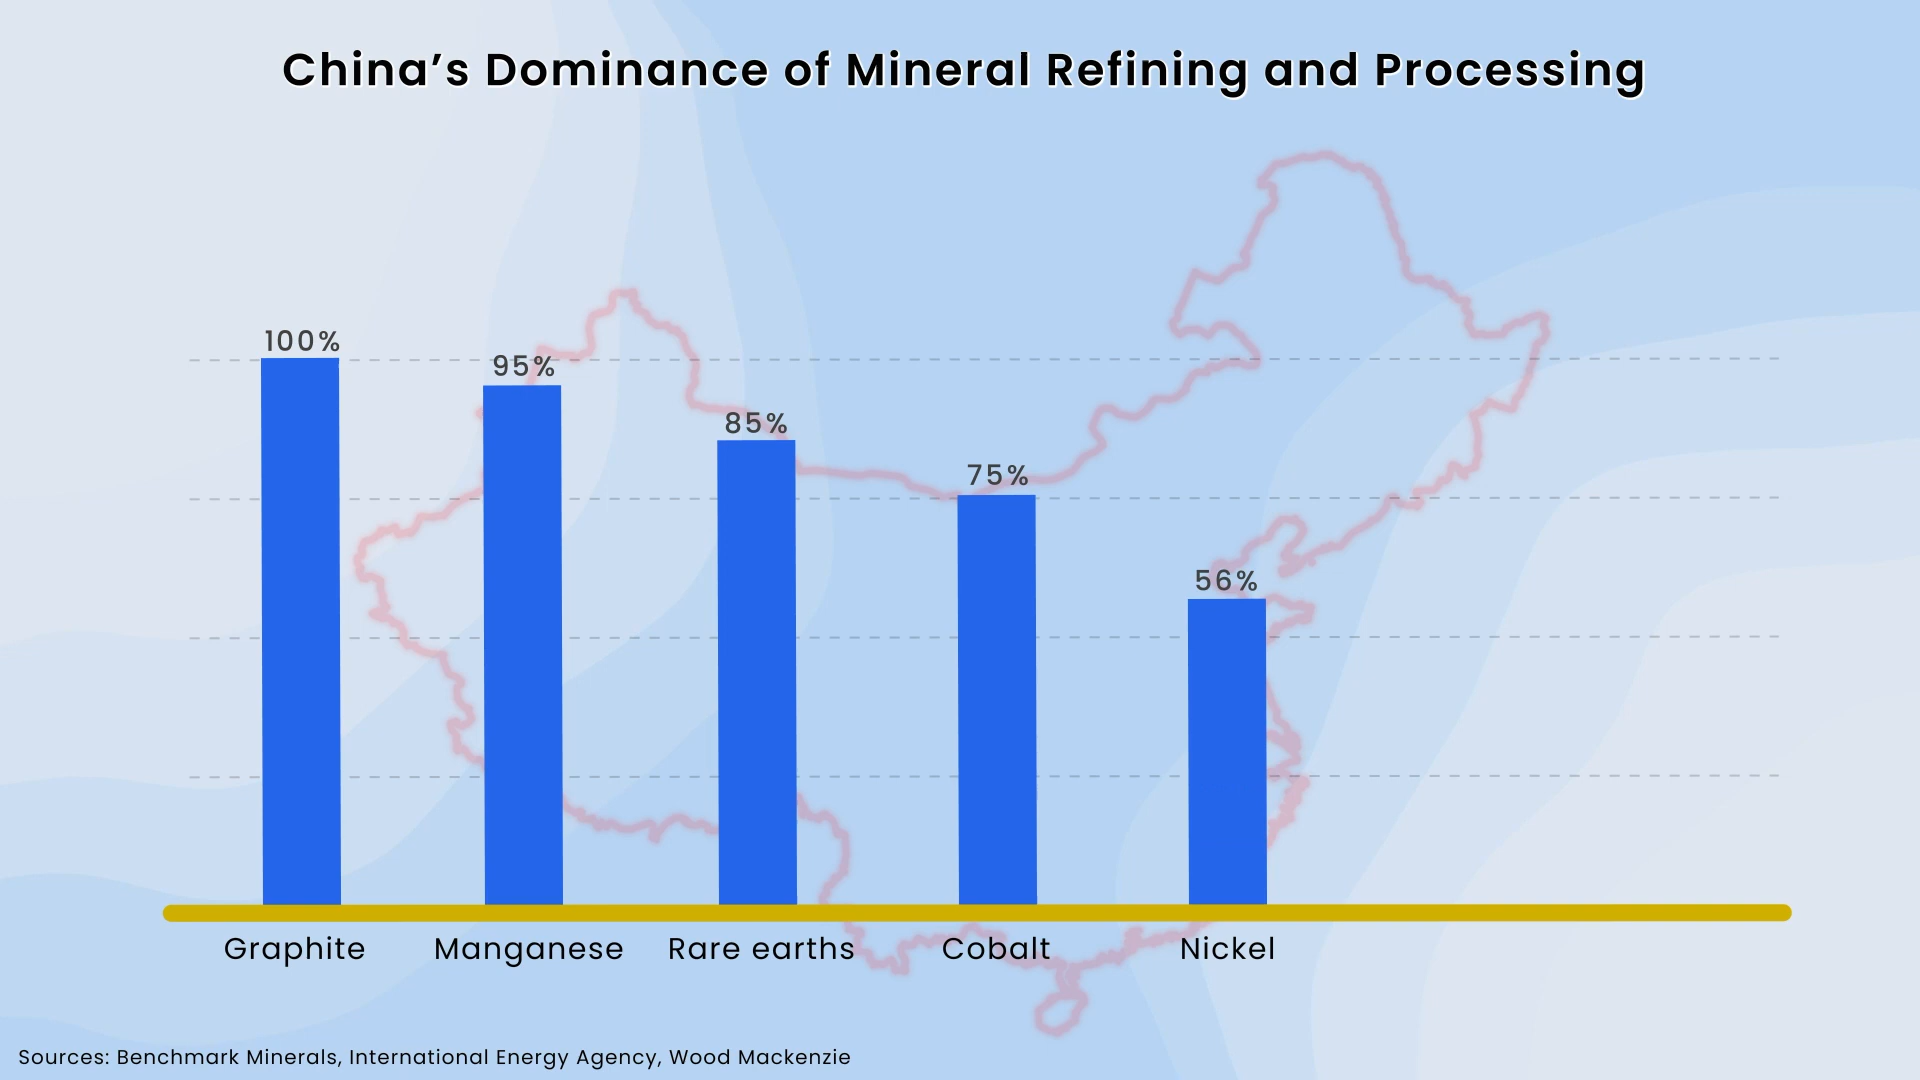 China’s Dominance of Mineral Refining and Processing
100%
95%
85%
75%
56%
Graphite
Manganese
Rare earths
Cobalt
Nickel
Sources: Benchmark Minerals, International Energy Agency, Wood Mackenzie